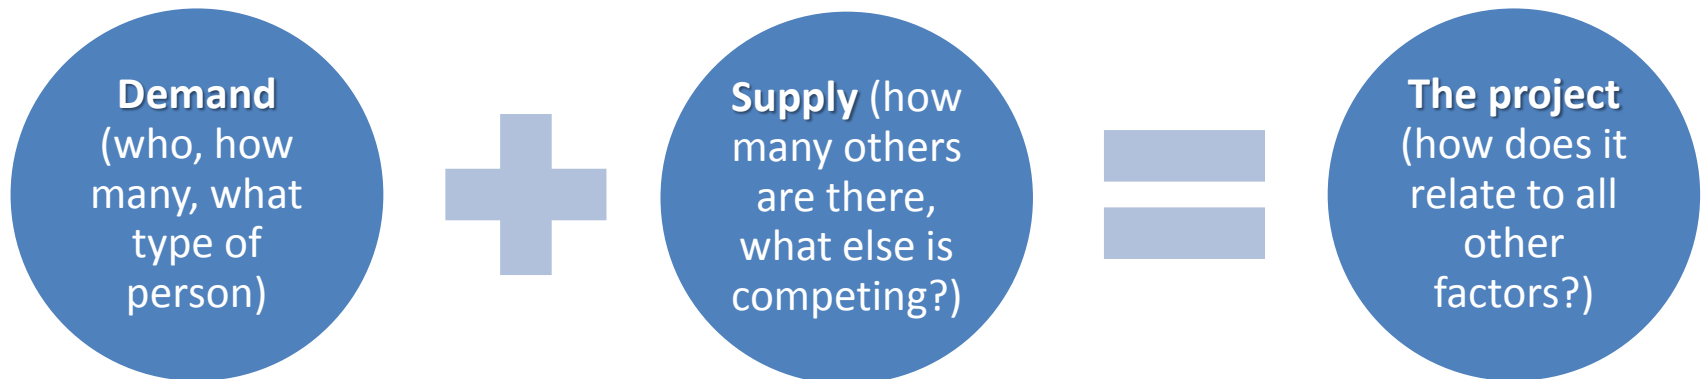 Demand
(who, how
many, what
type of
person)
Supply (how
many others
are there,
what else is
competing?)
The project
(how does it
relate to all
other
factors?)